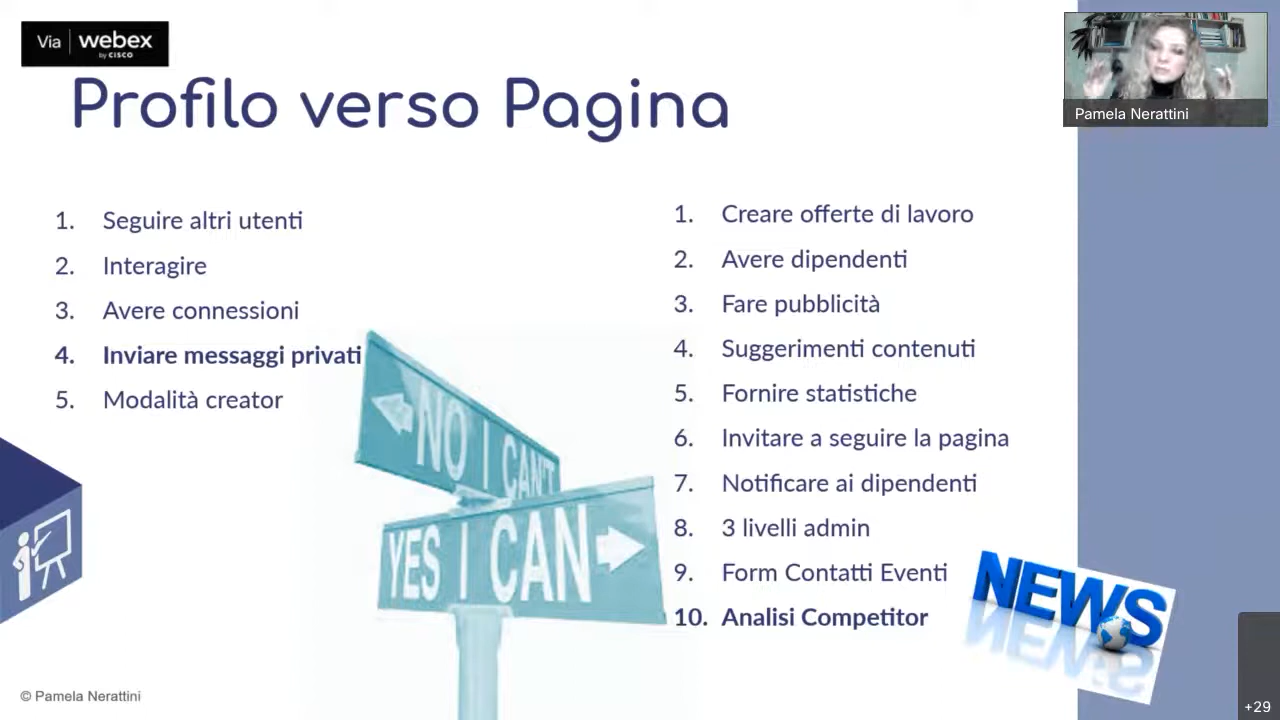 Via webex
by CISCO
Profilo verso Pagina
Pamela Nerattini
1. Seguire altri utenti
2. Interagire
3. Avere connessioni
4. Inviare messaggi privati
5. Modalità creator
NO I CAN'T
YES I CAN
1. Creare offerte di lavoro
2. Avere dipendenti
3. Fare pubblicità
4. Suggerimenti contenuti
5. Fornire statistiche
6. Invitare a seguire la pagina
7. Notificare ai dipendenti
8. 3 livelli admin
9. Form Contatti Eventi
10. Analisi Competitor
NEWS
© Pamela Nerattini
+29